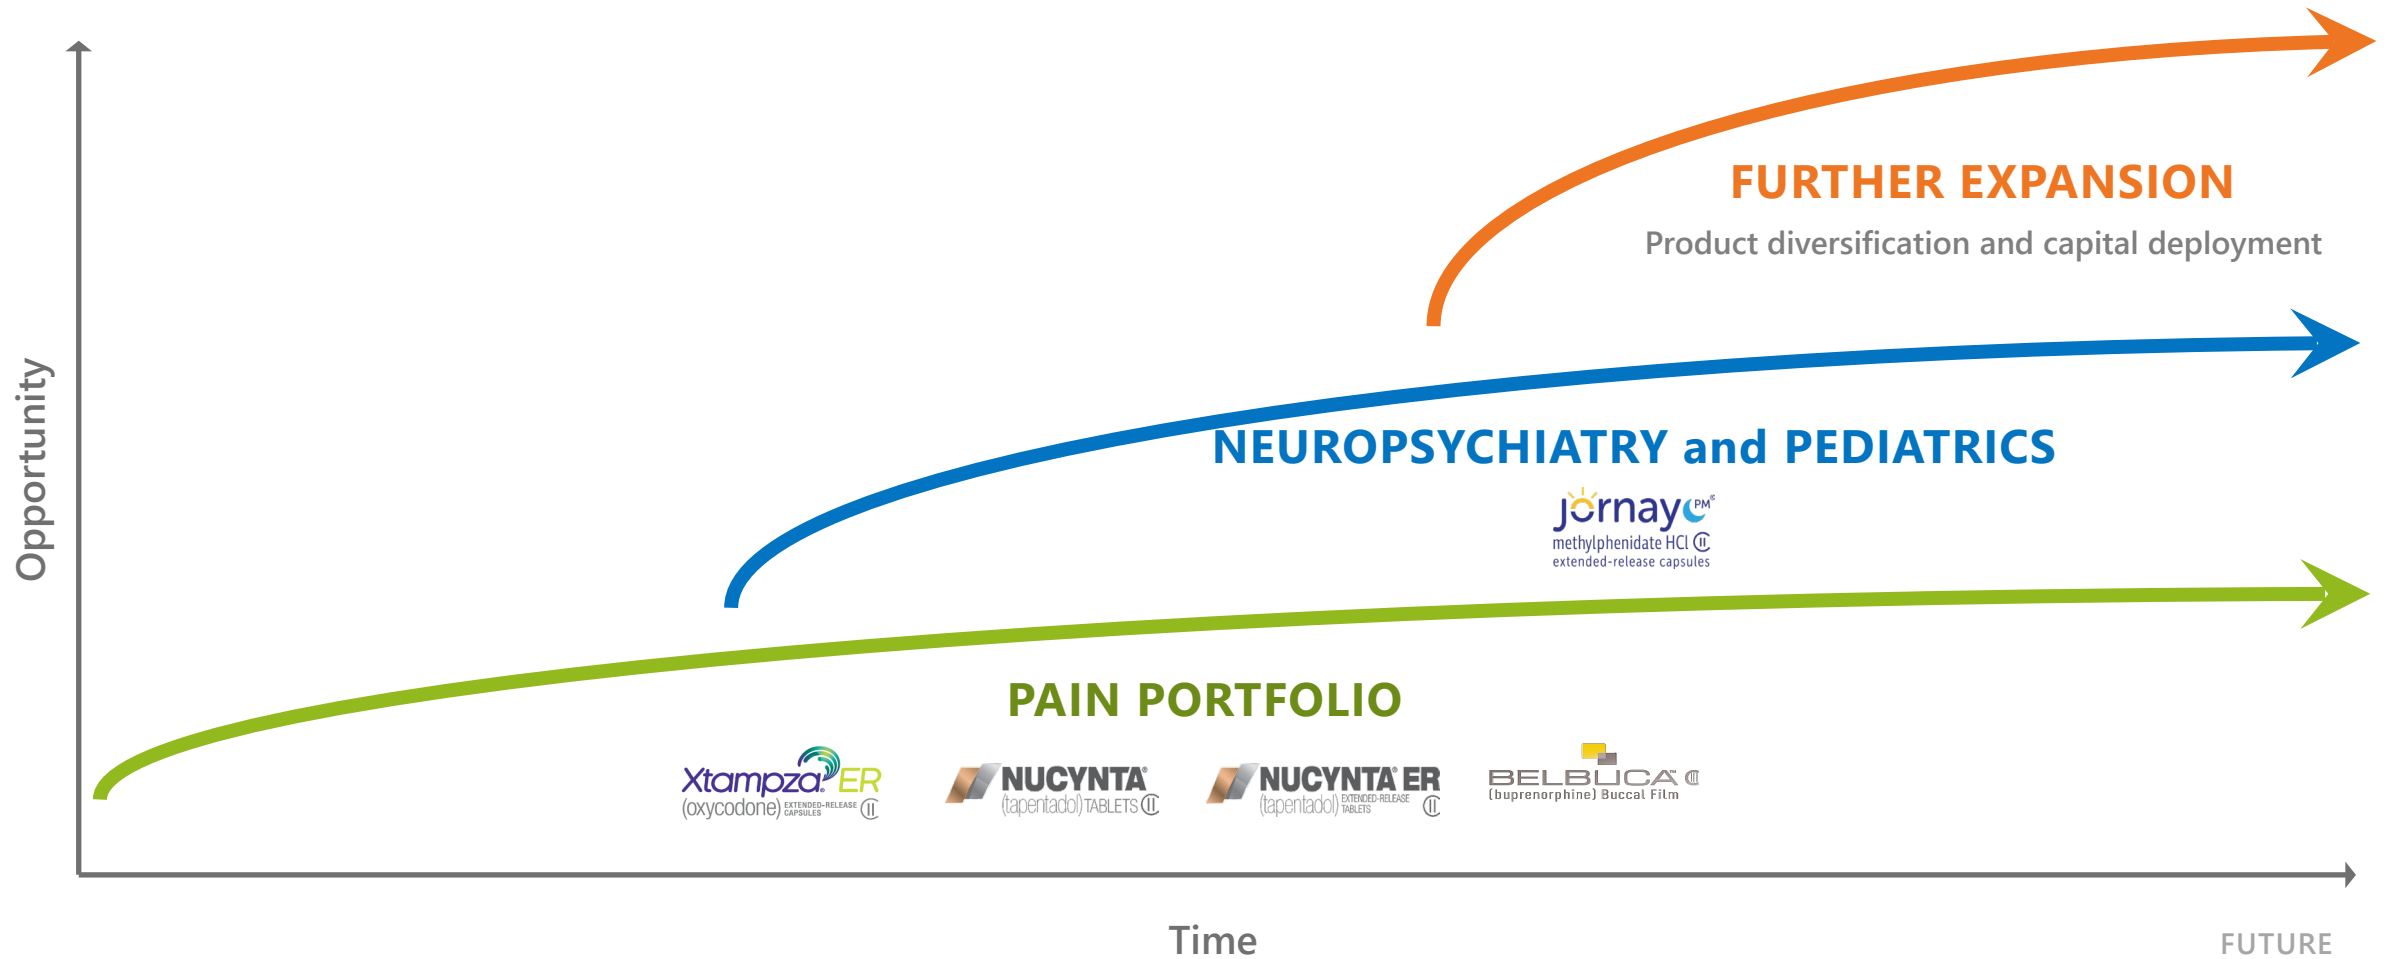 FURTHER EXPANSION
Product diversification and capital deployment
Opportunity
NEUROPSYCHIATRY and PEDIATRICS
jornay PM®
methylphenidate HCl CII
extended-release capsules
PAIN PORTFOLIO
Xtampza® ER
(oxycodone) EXTENDED-RELEASE CAPSULES CII
NUCYNTA®
(tapentadol) TABLETS CII
NUCYNTA® ER
(tapentadol) EXTENDED-RELEASE TABLETS CII
BELBUCA™ CIII
(buprenorphine) Buccal Film
Time
FUTURE